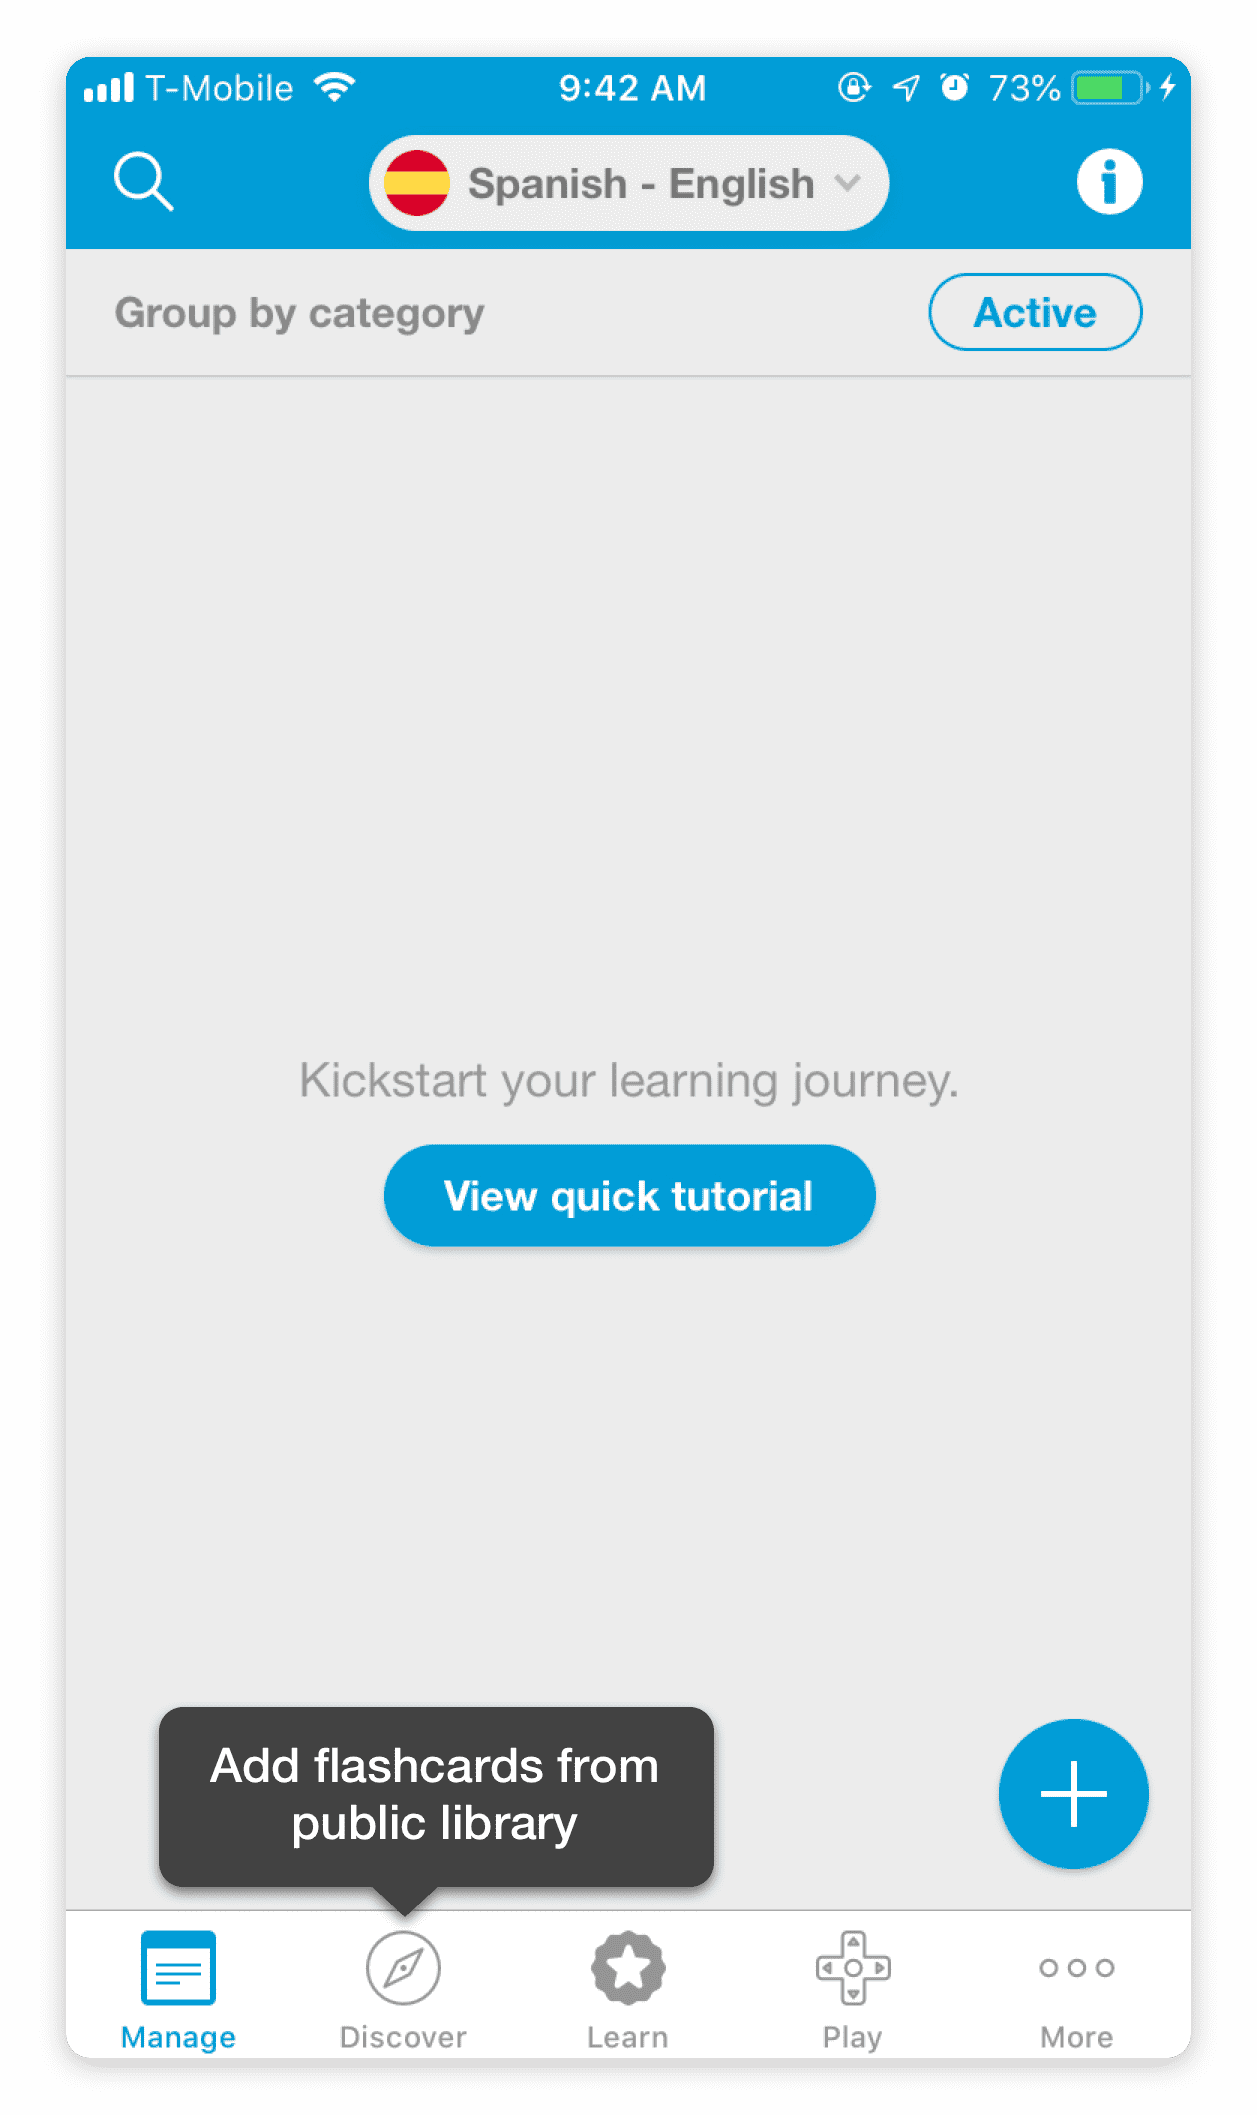 T-Mobile 9:42 AM 73%
Spanish - English
Group by category Active
Kickstart your learning journey.
View quick tutorial
Add flashcards from
public library
Manage Discover Learn Play More